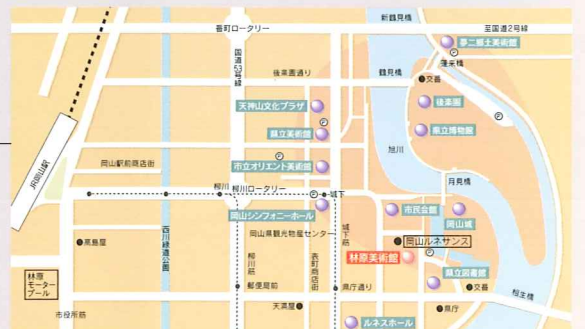 新鶴見橋
番町ロータリー
至国道2号線
夢二郷土美術館
蓬莱橋
国道53号線
後楽園通り
鶴見橋
交番
天神山文化プラザ
後楽園
県立美術館
県立博物館
旭川
岡山駅前商店街
市立オリエント美術館
JR岡山駅
月見橋
柳川
柳川ロータリー
城下
岡山シンフォニーホール
市民会館
岡山城
岡山県観光物産センター
城下筋
岡山ルネサンス
髙島屋
西川緑道公園
柳川筋
表町商店街
林原美術館
林原
モーター
プール
県立図書館
郵便局前
県庁通り
交番
相生橋
市役所筋
天満屋
県庁
ルネスホール
P
P
P
P
P
P